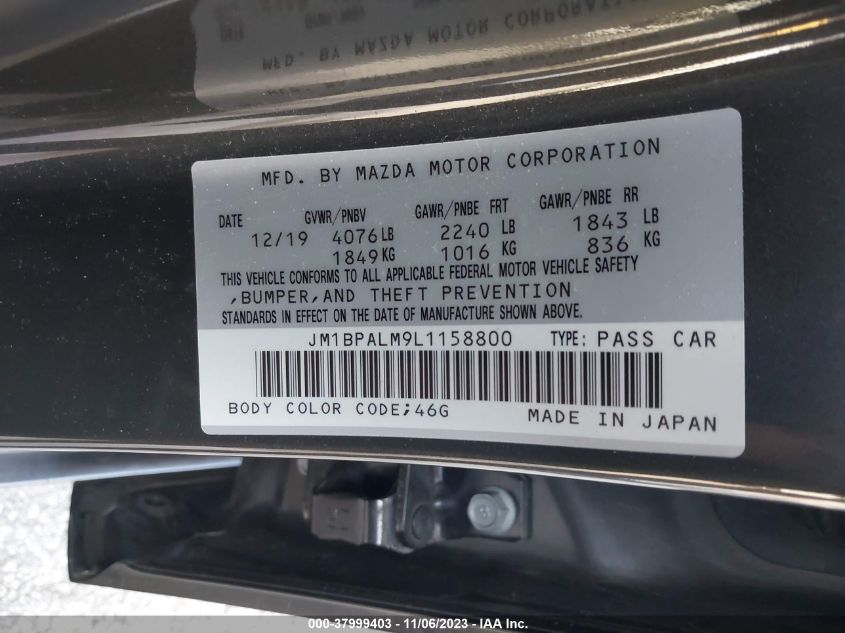 MFD. BY MAZDA MOTOR CORPORATION
MFD. BY MAZDA MOTOR CORPORATION
DATE GVWR/PNBV GAWR/PNBE FRT GAWR/PNBE RR
12/19 4076LB 2240 LB 1843 LB
1849KG 1016 KG 836 KG
THIS VEHICLE CONFORMS TO ALL APPLICABLE FEDERAL MOTOR VEHICLE SAFETY
,BUMPER,AND THEFT PREVENTION
STANDARDS IN EFFECT ON THE DATE OF MANUFACTURE SHOWN ABOVE.
JM1BPALM9L1158800 TYPE: PASS CAR
BODY COLOR CODE;46G MADE IN JAPAN
000-37999403 - 11/06/2023 - IAA Inc.